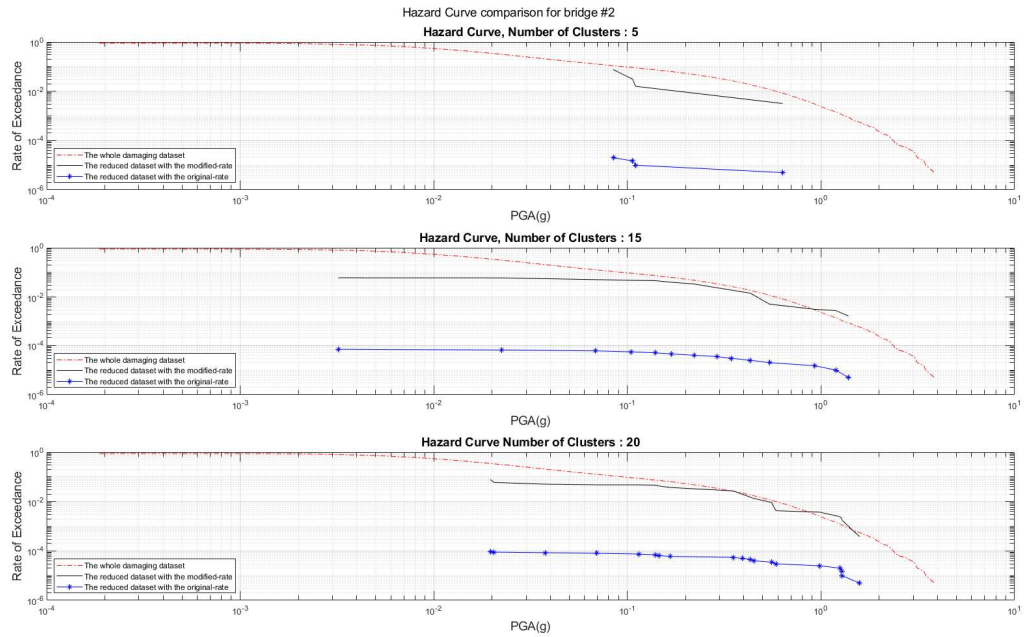 Hazard Curve comparison for bridge #2
Hazard Curve, Number of Clusters : 5
Rate of Exceedance
10^0
10^-2
10^-4
10^-6
The whole damaging dataset
The reduced dataset with the modified-rate
The reduced dataset with the original-rate
10^-4 10^-3 10^-2 10^-1 10^0 10^1
PGA(g)
Hazard Curve, Number of Clusters : 15
Rate of Exceedance
10^0
10^-2
10^-4
10^-6
The whole damaging dataset
The reduced dataset with the modified-rate
The reduced dataset with the original-rate
10^-4 10^-3 10^-2 10^-1 10^0 10^1
PGA(g)
Hazard Curve Number of Clusters : 20
Rate of Exceedance
10^0
10^-2
10^-4
10^-6
The whole damaging dataset
The reduced dataset with the modified-rate
The reduced dataset with the original-rate
10^-4 10^-3 10^-2 10^-1 10^0 10^1
PGA(g)